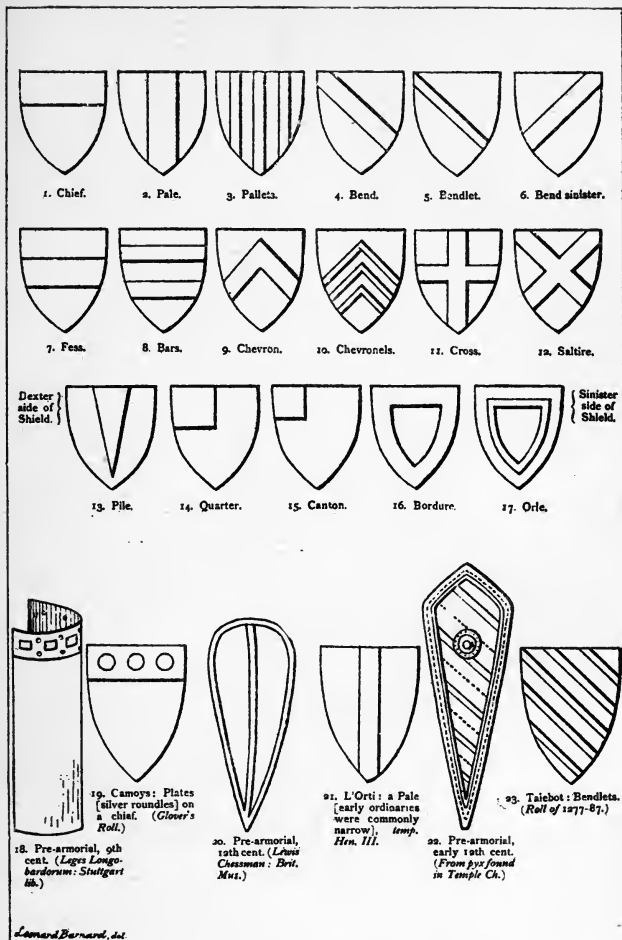 1. Chief.
2. Pale.
3. Pallets.
4. Bend.
5. Bendlet.
6. Bend sinister.
7. Fess.
8. Bars.
9. Chevron.
10. Chevronels.
11. Cross.
12. Saltire.
Dexter
side of
Shield.
Sinister
side of
Shield.
13. Pile.
14. Quarter.
15. Canton.
16. Bordure.
17. Orle.
18. Pre-armorial, 9th
cent. (Leges Longo-
bardorum: Stuttgart
lib.)
19. Camoys: Plates
[silver roundles] on
a chief. (Glover's
Roll.)
20. Pre-armorial,
12th cent. (Lewis
Chessman: Brit.
Mus.)
21. L'Orti: a Pale
[early ordinaries
were commonly
narrow], temp.
Hen. III.
22. Pre-armorial,
early 12th cent.
(From pyx found
in Temple Ch.)
23. Talebot: Bendlets.
(Roll of 1277-87.)
Leonard Barnard, del.